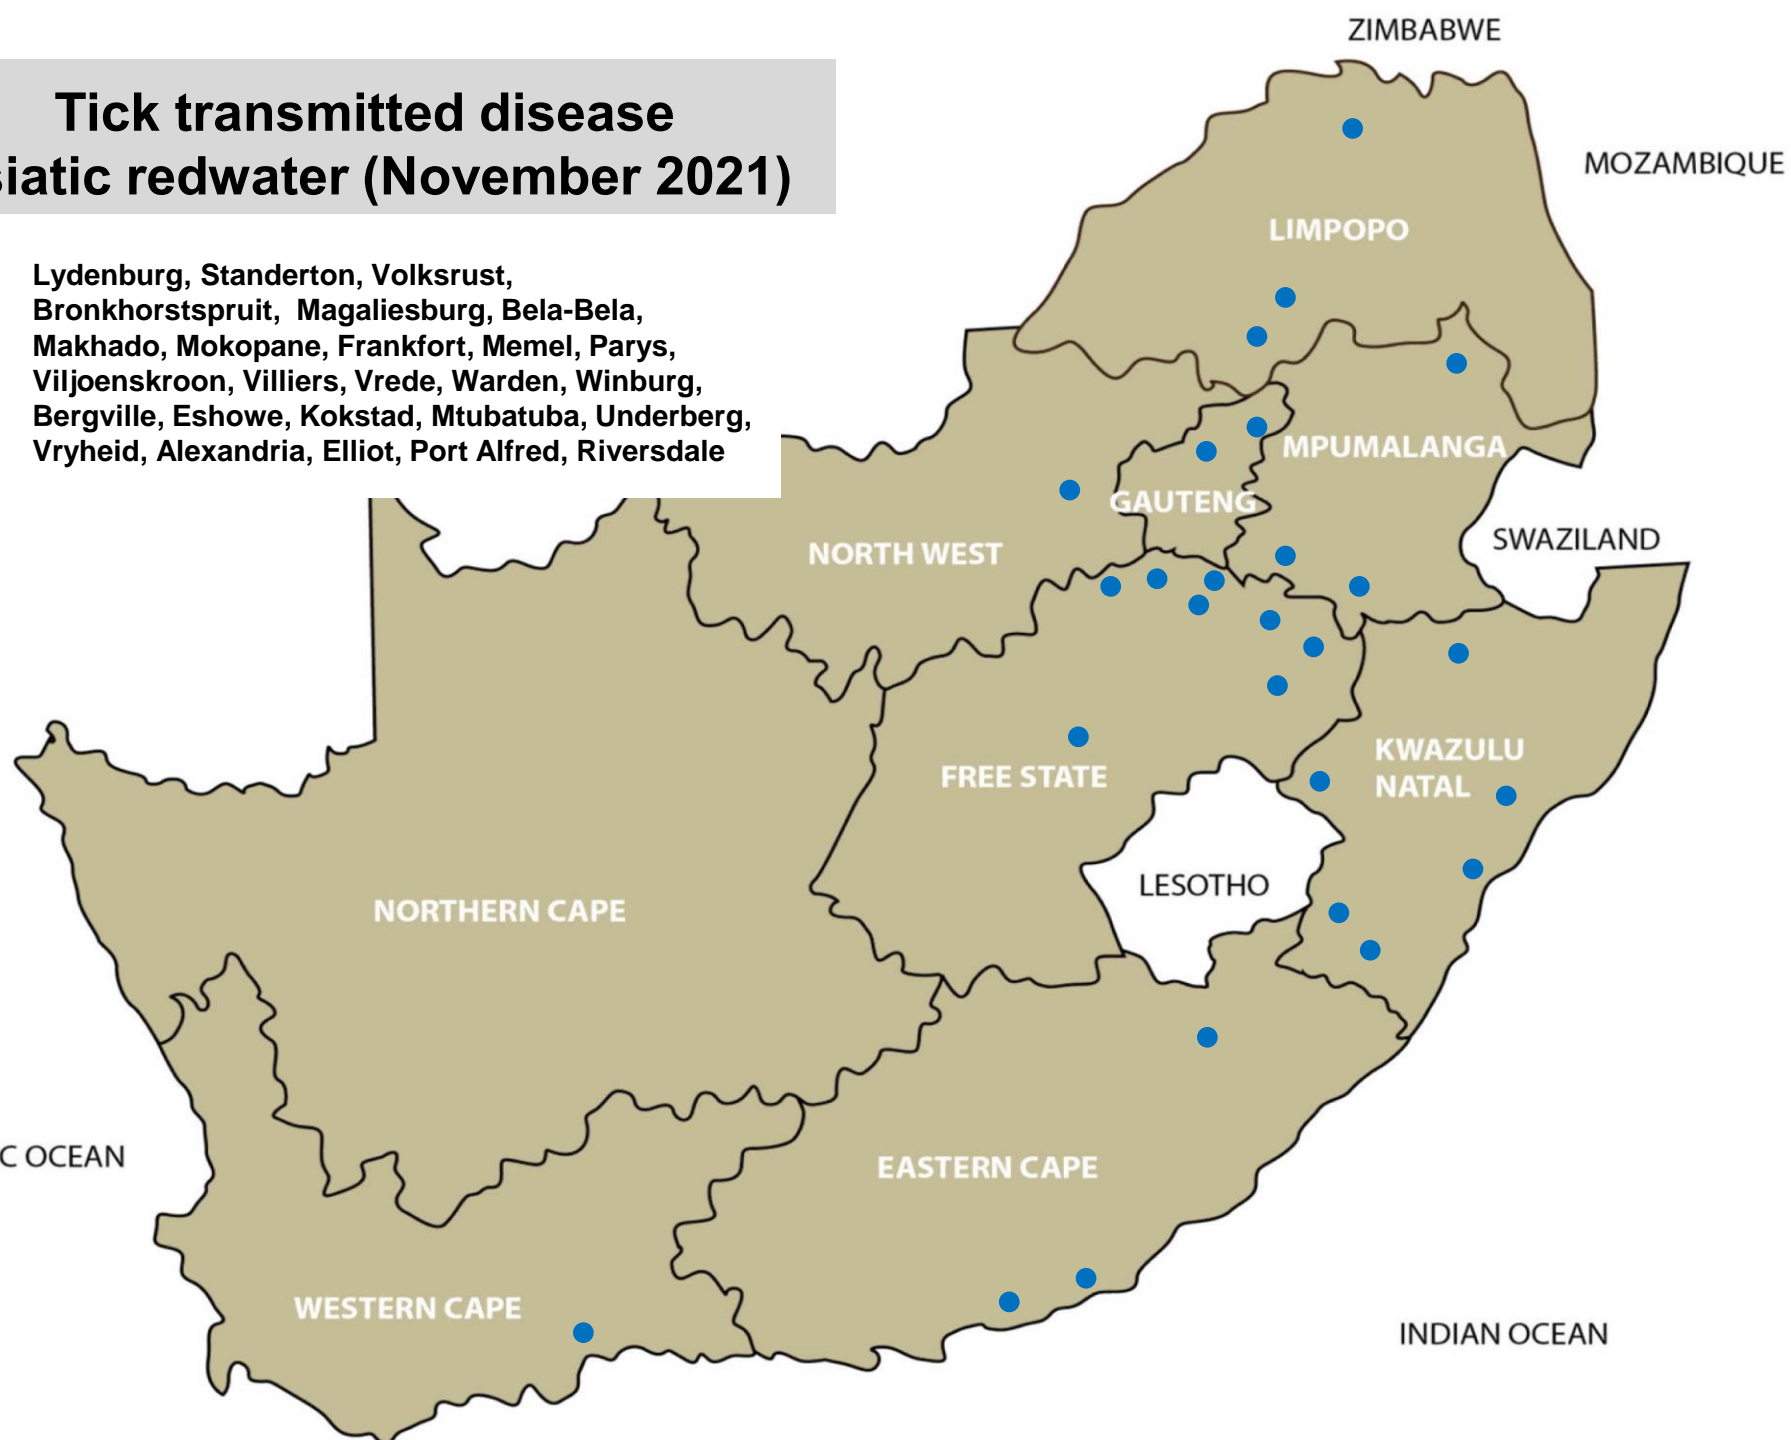 ZIMBABWE
Tick transmitted disease
siatic redwater (November 2021)
MOZAMBIQUE
LIMPOPO
Lydenburg, Standerton, Volksrust,
Bronkhorstspruit, Magaliesburg, Bela-Bela,
Makhado, Mokopane, Frankfort, Memel, Parys,
Viljoenskroon, Villiers, Vrede, Warden, Winburg,
Bergville, Eshowe, Kokstad, Mtubatuba, Underberg,
Vryheid, Alexandria, Elliot, Port Alfred, Riversdale
MPUMALANGA
GAUTENG
SWAZILAND
NORTH WEST
KWAZULU
NATAL
FREE STATE
LESOTHO
NORTHERN CAPE
C OCEAN
EASTERN CAPE
WESTERN CAPE
INDIAN OCEAN